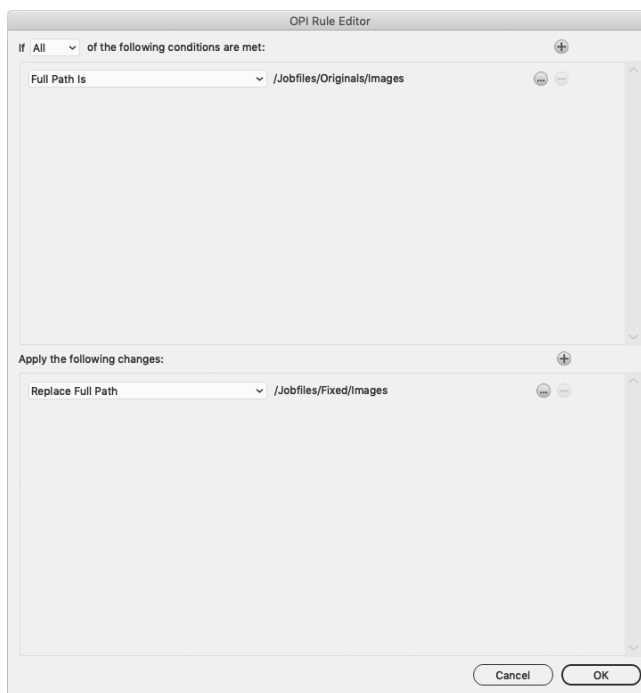 OPI Rule Editor
If All of the following conditions are met:
Full Path Is /Jobfiles/Originals/Images
Apply the following changes:
Replace Full Path /Jobfiles/Fixed/Images
Cancel OK